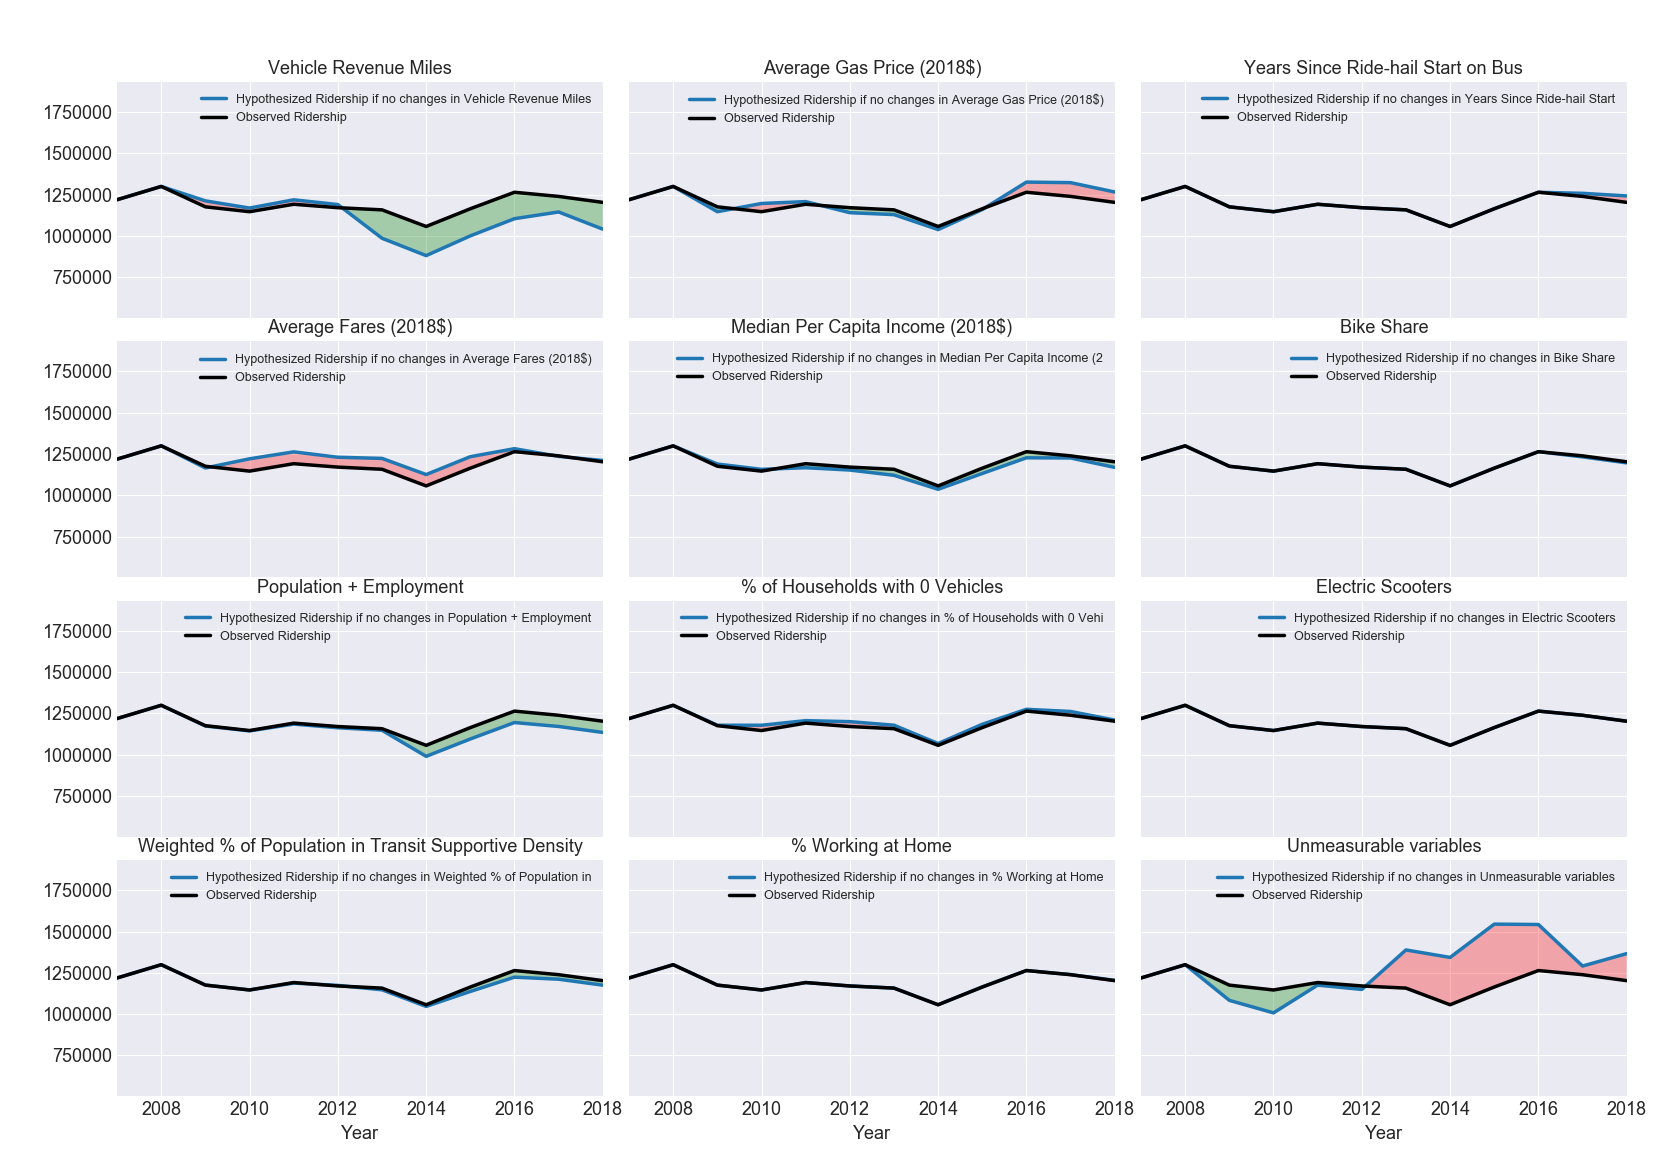 Vehicle Revenue Miles
Hypothesized Ridership if no changes in Vehicle Revenue Miles
Observed Ridership
1750000
1500000
1250000
1000000
750000
Average Gas Price (2018$)
Hypothesized Ridership if no changes in Average Gas Price (2018$)
Observed Ridership
Years Since Ride-hail Start on Bus
Hypothesized Ridership if no changes in Years Since Ride-hail Start
Observed Ridership
Average Fares (2018$)
Hypothesized Ridership if no changes in Average Fares (2018$)
Observed Ridership
1750000
1500000
1250000
1000000
750000
Median Per Capita Income (2018$)
Hypothesized Ridership if no changes in Median Per Capita Income (2
Observed Ridership
Bike Share
Hypothesized Ridership if no changes in Bike Share
Observed Ridership
Population + Employment
Hypothesized Ridership if no changes in Population + Employment
Observed Ridership
1750000
1500000
1250000
1000000
750000
% of Households with 0 Vehicles
Hypothesized Ridership if no changes in % of Households with 0 Vehi
Observed Ridership
Electric Scooters
Hypothesized Ridership if no changes in Electric Scooters
Observed Ridership
Weighted % of Population in Transit Supportive Density
Hypothesized Ridership if no changes in Weighted % of Population in
Observed Ridership
1750000
1500000
1250000
1000000
750000
2008 2010 2012 2014 2016 2018
Year
% Working at Home
Hypothesized Ridership if no changes in % Working at Home
Observed Ridership
2008 2010 2012 2014 2016 2018
Year
Unmeasurable variables
Hypothesized Ridership if no changes in Unmeasurable variables
Observed Ridership
2008 2010 2012 2014 2016 2018
Year